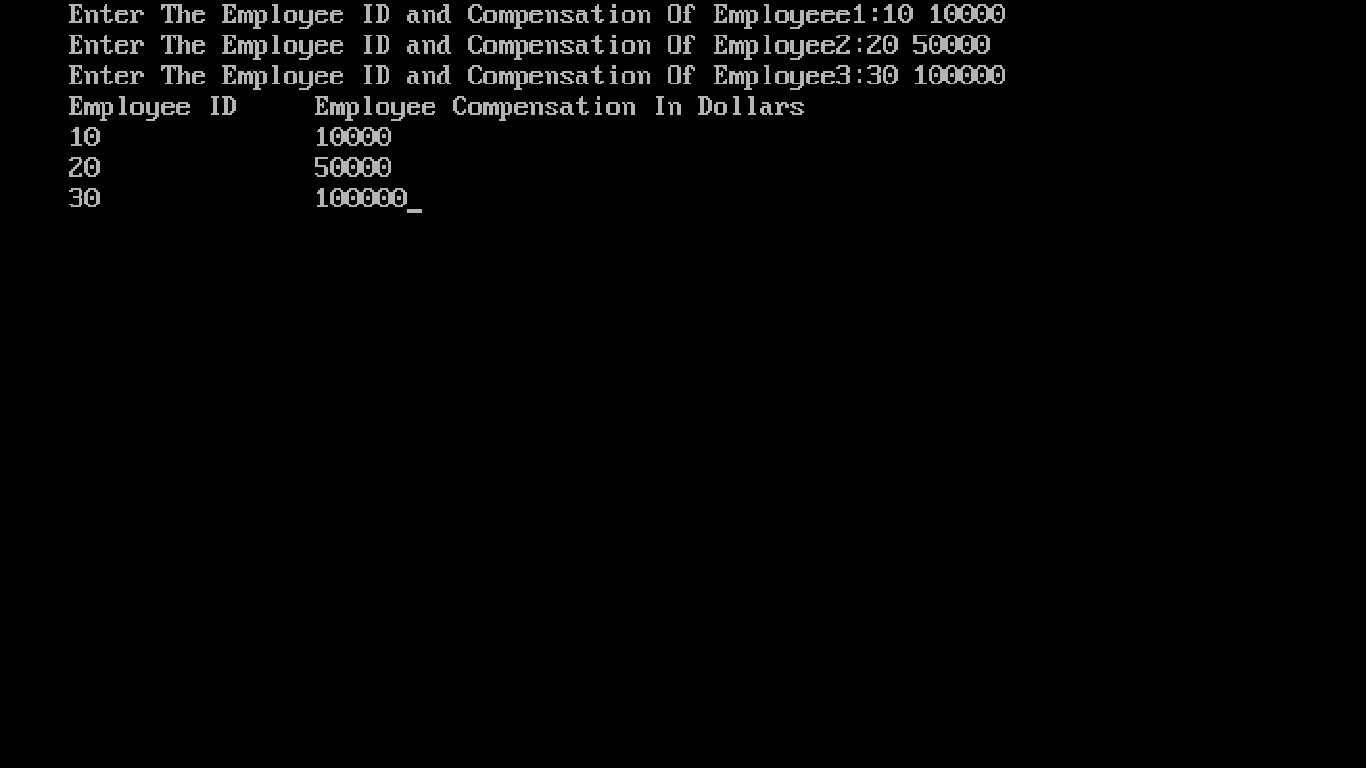 Enter The Employee ID and Compensation Of Employeee1:10 10000
Enter The Employee ID and Compensation Of Employee2:20 50000
Enter The Employee ID and Compensation Of Employee3:30 100000
Employee ID     Employee Compensation In Dollars
10              10000
20              50000
30              100000_